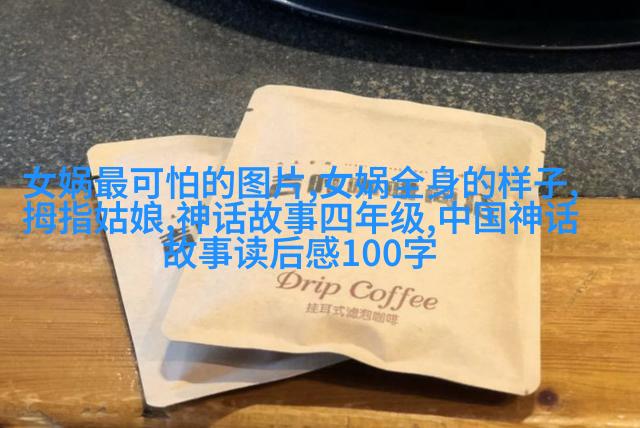 女娲最可怕的图片,女娲全身的样子,
拇指姑娘,神话故事四年级,中国神话
故事读后感100字
Drip Coffee
挂耳式滤泡咖啡